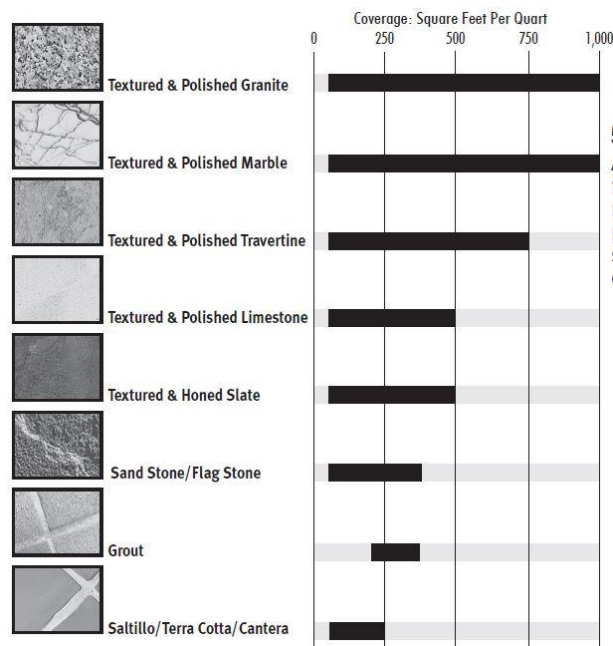 Coverage: Square Feet Per Quart
0 250 500 750 1,000
Textured & Polished Granite
Textured & Polished Marble
Textured & Polished Travertine
Textured & Polished Limestone
Textured & Honed Slate
Sand Stone/Flag Stone
Grout
Saltillo/Terra Cotta/Cantera